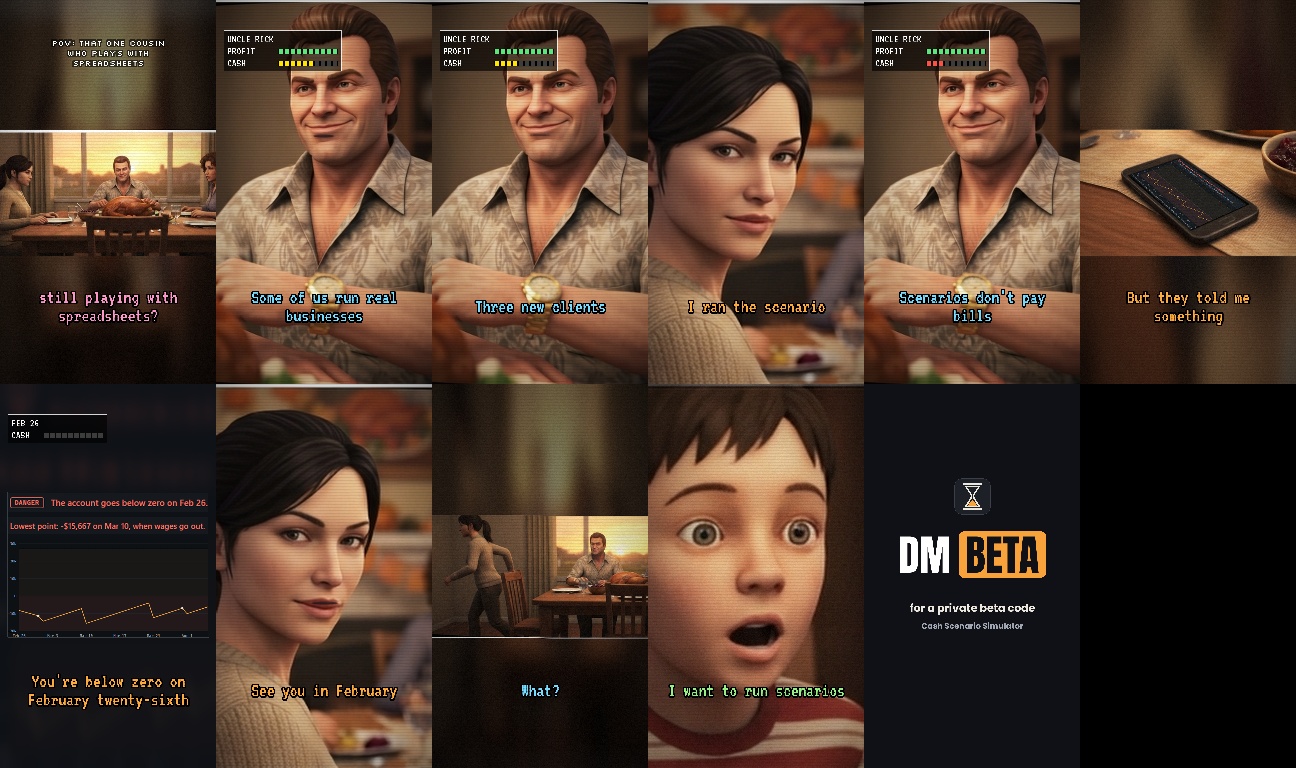 POV: THAT ONE COUSIN
WHO PLAYS WITH
SPREADSHEETS
still playing with
spreadsheets?
UNCLE RICK
PROFIT
CASH
Some of us run real
businesses
UNCLE RICK
PROFIT
CASH
Three new clients
I ran the scenario
UNCLE RICK
PROFIT
CASH
Scenarios don't pay
bills
But they told me
something
FEB 26
CASH
DANGER The account goes below zero on Feb 26.
Lowest point: -$15,667 on Mar 10, when wages go out.
You're below zero on
February twenty-sixth
See you in February
What?
I want to run scenarios
DM BETA
for a private beta code
Cash Scenario Simulator